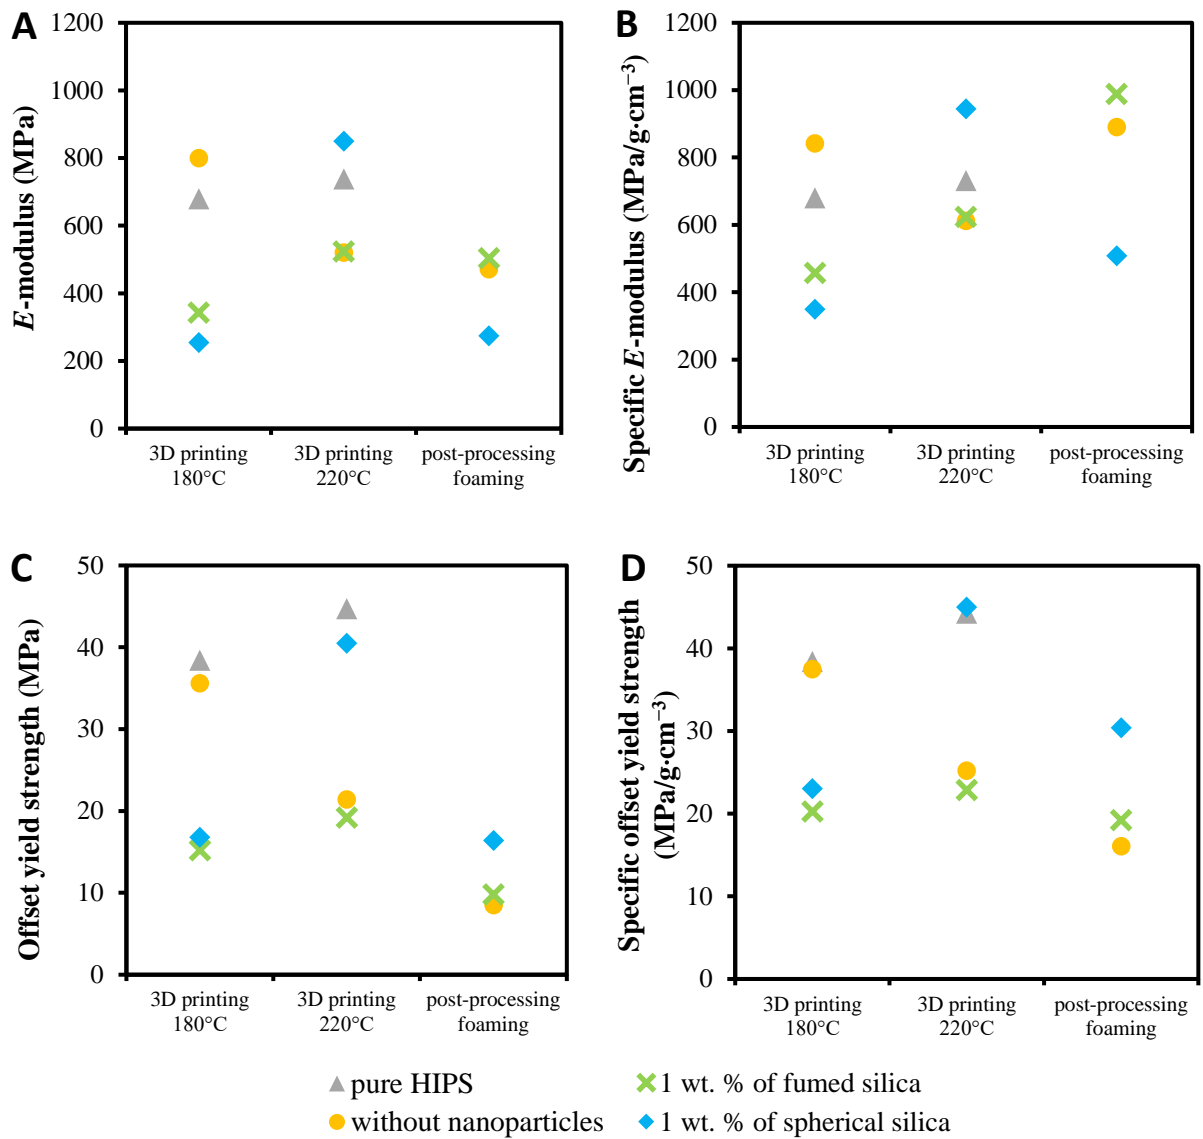 A
E-modulus (MPa)
1200
1000
800
600
400
200
0
3D printing
180°C
3D printing
220°C
post-processing
foaming
B
Specific E-modulus (MPa/g·cm⁻³)
1200
1000
800
600
400
200
0
3D printing
180°C
3D printing
220°C
post-processing
foaming
C
Offset yield strength (MPa)
50
40
30
20
10
0
3D printing
180°C
3D printing
220°C
post-processing
foaming
D
Specific offset yield strength
(MPa/g·cm⁻³)
50
40
30
20
10
0
3D printing
180°C
3D printing
220°C
post-processing
foaming
pure HIPS
1 wt. % of fumed silica
without nanoparticles
1 wt. % of spherical silica